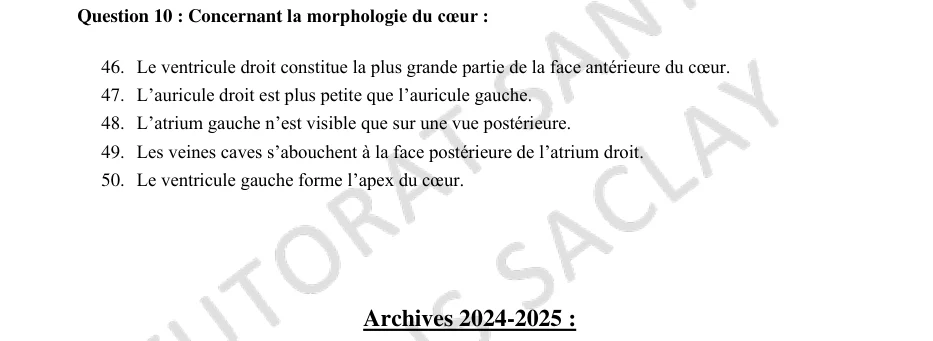 Question 10 : Concernant la morphologie du cœur :
46. Le ventricule droit constitue la plus grande partie de la face antérieure du cœur.
47. L’auricule droit est plus petite que l’auricule gauche.
48. L’atrium gauche n’est visible que sur une vue postérieure.
49. Les veines caves s’abouchent à la face postérieure de l’atrium droit.
50. Le ventricule gauche forme l’apex du cœur.
TUTORAT SANT
SACLAY
Archives 2024-2025 :